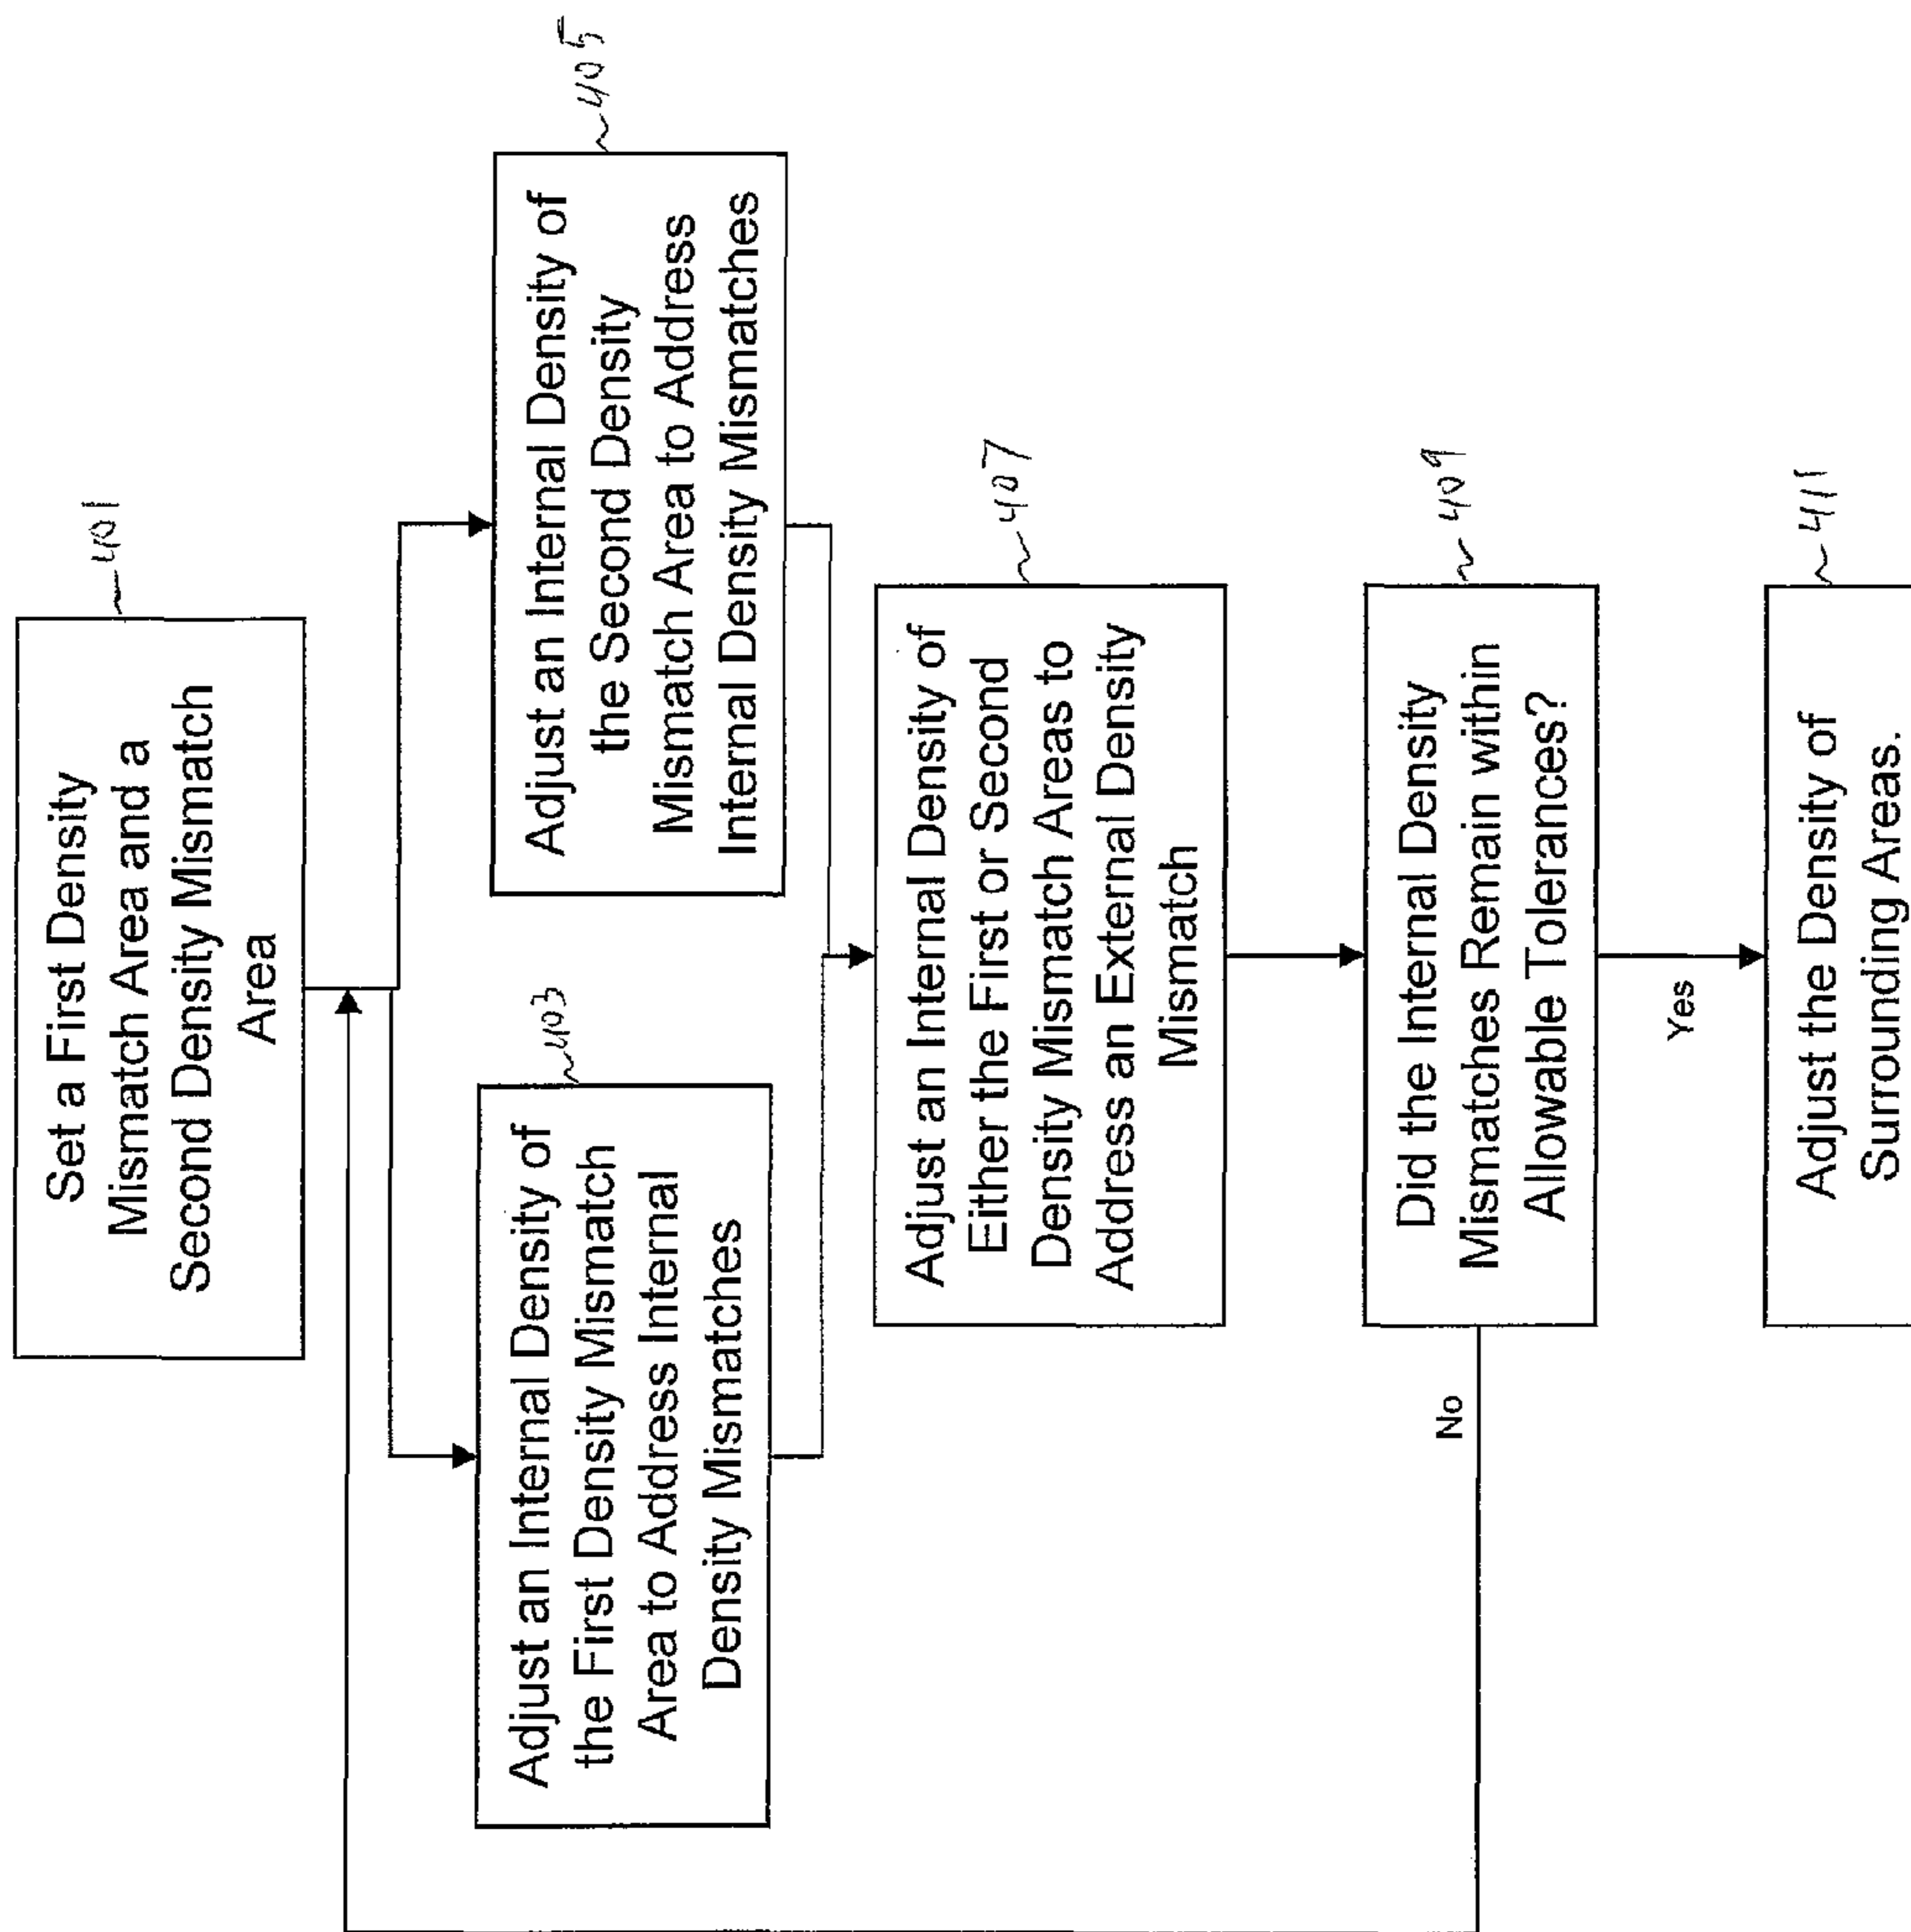 Set a First Density
Mismatch Area and a
Second Density Mismatch
Area
401
Adjust an Internal Density of
the First Density Mismatch
Area to Address Internal
Density Mismatches
403
Adjust an Internal Density of
the Second Density
Mismatch Area to Address
Internal Density Mismatches
405
Adjust an Internal Density of
Either the First or Second
Density Mismatch Areas to
Address an External Density
Mismatch
407
Did the Internal Density
Mismatches Remain within
Allowable Tolerances?
409
No
Yes
Adjust the Density of
Surrounding Areas.
411